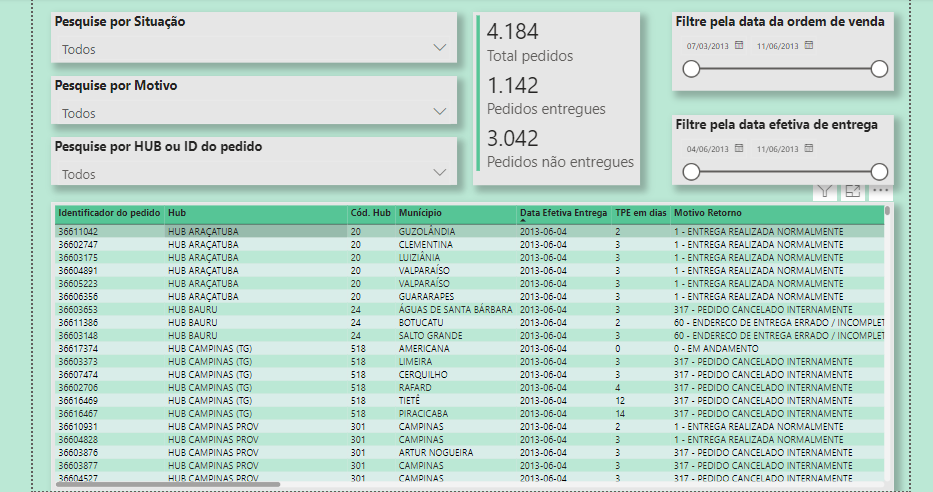 Pesquise por Situação
Todos
Pesquise por Motivo
Todos
Pesquise por HUB ou ID do pedido
Todos
4.184
Total pedidos
1.142
Pedidos entregues
3.042
Pedidos não entregues
Filtre pela data da ordem de venda
07/03/2013 11/06/2013
Filtre pela data efetiva de entrega
04/06/2013 11/06/2013
Identificador do pedido Hub Cód. Hub Munícipio Data Efetiva Entrega TPE em dias Motivo Retorno
36611042 HUB ARAÇATUBA 20 GUZOLÂNDIA 2013-06-04 2 1 - ENTREGA REALIZADA NORMALMENTE
36602747 HUB ARAÇATUBA 20 CLEMENTINA 2013-06-04 3 1 - ENTREGA REALIZADA NORMALMENTE
36603175 HUB ARAÇATUBA 20 LUIZIÂNIA 2013-06-04 3 1 - ENTREGA REALIZADA NORMALMENTE
36604891 HUB ARAÇATUBA 20 VALPARAÍSO 2013-06-04 3 1 - ENTREGA REALIZADA NORMALMENTE
36605223 HUB ARAÇATUBA 20 VALPARAÍSO 2013-06-04 3 1 - ENTREGA REALIZADA NORMALMENTE
36606356 HUB ARAÇATUBA 20 GUARARAPES 2013-06-04 3 1 - ENTREGA REALIZADA NORMALMENTE
36603653 HUB BAURU 24 ÁGUAS DE SANTA BÁRBARA 2013-06-04 3 317 - PEDIDO CANCELADO INTERNAMENTE
36611386 HUB BAURU 24 BOTUCATU 2013-06-04 2 60 - ENDERECO DE ENTREGA ERRADO / INCOMPLET
36603148 HUB BAURU 24 SALTO GRANDE 2013-06-04 3 60 - ENDERECO DE ENTREGA ERRADO / INCOMPLET
36617374 HUB CAMPINAS (TG) 518 AMERICANA 2013-06-04 0 0 - EM ANDAMENTO
36603373 HUB CAMPINAS (TG) 518 LIMEIRA 2013-06-04 3 317 - PEDIDO CANCELADO INTERNAMENTE
36607474 HUB CAMPINAS (TG) 518 CERQUILHO 2013-06-04 3 317 - PEDIDO CANCELADO INTERNAMENTE
36602706 HUB CAMPINAS (TG) 518 RAFARD 2013-06-04 4 317 - PEDIDO CANCELADO INTERNAMENTE
36616469 HUB CAMPINAS (TG) 518 TIETÊ 2013-06-04 12 317 - PEDIDO CANCELADO INTERNAMENTE
36616467 HUB CAMPINAS (TG) 518 PIRACICABA 2013-06-04 14 317 - PEDIDO CANCELADO INTERNAMENTE
36610931 HUB CAMPINAS PROV 301 CAMPINAS 2013-06-04 2 1 - ENTREGA REALIZADA NORMALMENTE
36604828 HUB CAMPINAS PROV 301 CAMPINAS 2013-06-04 3 1 - ENTREGA REALIZADA NORMALMENTE
36603876 HUB CAMPINAS PROV 301 ARTUR NOGUEIRA 2013-06-04 3 317 - PEDIDO CANCELADO INTERNAMENTE
36603877 HUB CAMPINAS PROV 301 CAMPINAS 2013-06-04 3 317 - PEDIDO CANCELADO INTERNAMENTE
36604527 HUB CAMPINAS PROV 301 CAMPINAS 2013-06-04 3 317 - PEDIDO CANCELADO INTERNAMENTE